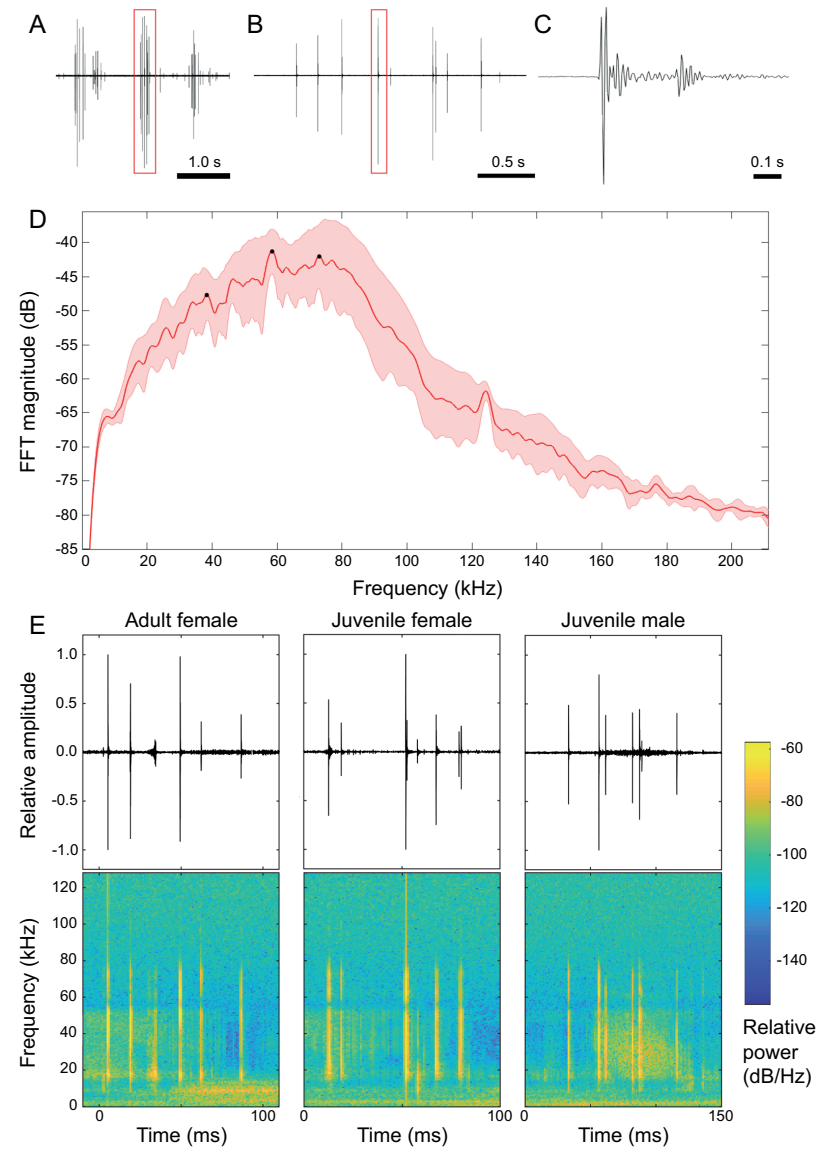 A
B
C
1.0 s
0.5 s
0.1 s
D
FFT magnitude (dB)
-40
-45
-50
-55
-60
-65
-70
-75
-80
-85
0 20 40 60 80 100 120 140 160 180 200
Frequency (kHz)
E
Adult female
Juvenile female
Juvenile male
Relative amplitude
1.0
0.5
0.0
-0.5
-1.0
Frequency (kHz)
120
100
80
60
40
20
0
0 100
0 100
0 150
Time (ms)
Time (ms)
Time (ms)
-60
-80
-100
-120
-140
Relative
power
(dB/Hz)